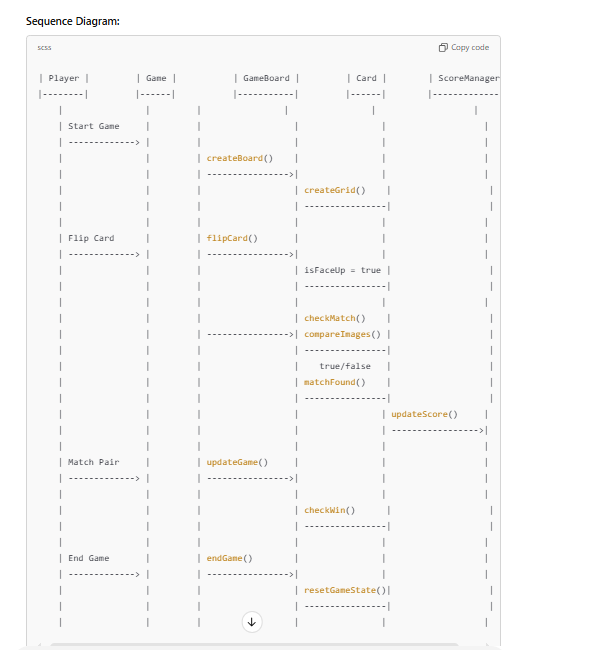 Sequence Diagram:
scss Copy code
| Player | | Game | | GameBoard | | Card | | ScoreManager
|--------| |------| |-----------| |------| |-------------
| | | | | |
| Start Game | | | | |
| -------------> | | | | |
| | | createBoard() | | |
| | | ----------------->| | |
| | | | createGrid() | |
| | | | -----------------| |
| | | | | |
| Flip Card | | flipCard() | | |
| -------------> | | ----------------->| | |
| | | | isFaceUp = true | |
| | | | -----------------| |
| | | | | |
| | | | checkMatch() | |
| | | ----------------->| compareImages() | |
| | | | -----------------| |
| | | | true/false | |
| | | | matchFound() | |
| | | | -----------------| |
| | | | | updateScore() |
| | | | | ------------------>|
| | | | | |
| Match Pair | | updateGame() | | |
| -------------> | | ----------------->| | |
| | | | | |
| | | | checkWin() | |
| | | | -----------------| |
| | | | | |
| End Game | | endGame() | | |
| -------------> | | ----------------->| | |
| | | | resetGameState()| |
| | | | -----------------| |
| | | | | |